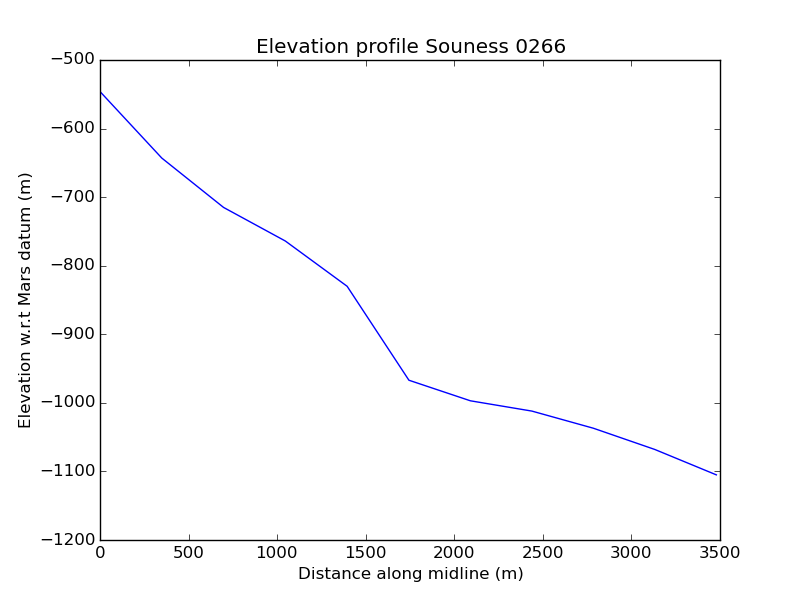 Elevation profile Souness 0266
−500
−600
−700
−800
−900
−1000
−1100
−1200
Elevation w.r.t Mars datum (m)
0 500 1000 1500 2000 2500 3000 3500
Distance along midline (m)